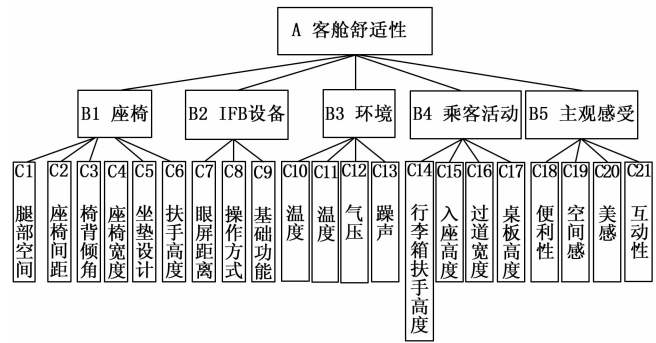 A 客舱舒适性
B1 座椅
B2 IFB设备
B3 环境
B4 乘客活动
B5 主观感受
C1 腿部空间
C2 座椅间距
C3 椅背倾角
C4 座椅宽度
C5 坐垫设计
C6 扶手高度
C7 眼屏距离
C8 操作方式
C9 基础功能
C10 温度
C11 温度
C12 气压
C13 躁声
C14 行李箱扶手高度
C15 入座高度
C16 过道宽度
C17 桌板高度
C18 便利性
C19 空间感
C20 美感
C21 互动性